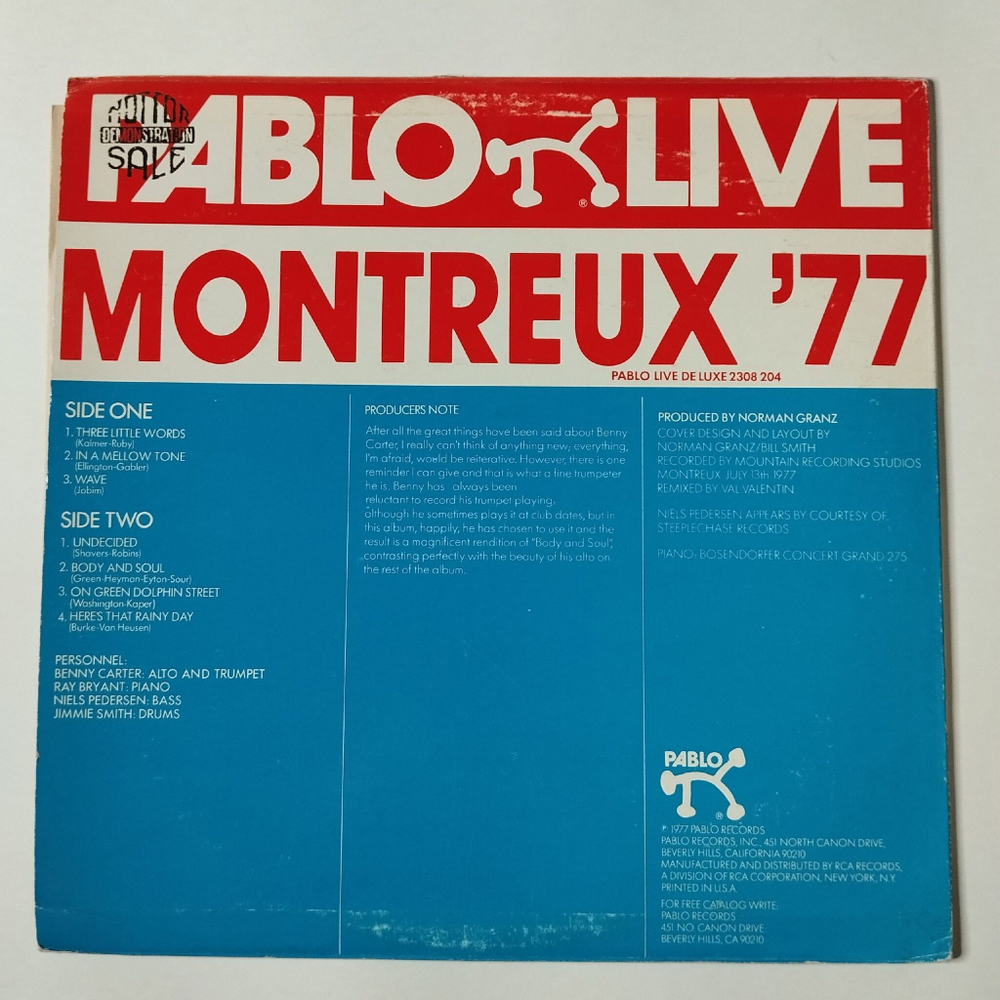 NOT FOR
DEMONSTRATION
SALE
PABLO LIVE
®
MONTREUX '77
PABLO LIVE DE LUXE 2308 204
SIDE ONE
1. THREE LITTLE WORDS
(Kalmer-Ruby)
2. IN A MELLOW TONE
(Ellington-Gabler)
3. WAVE
(Jobim)
SIDE TWO
1. UNDECIDED
(Shavers-Robins)
2. BODY AND SOUL
(Green-Heyman-Eyton-Sour)
3. ON GREEN DOLPHIN STREET
(Washington-Kaper)
4. HERE'S THAT RAINY DAY
(Burke-Van Heusen)
PERSONNEL:
BENNY CARTER: ALTO AND TRUMPET
RAY BRYANT: PIANO
NIELS PEDERSEN: BASS
JIMMIE SMITH: DRUMS
PRODUCERS NOTE
After all the great things have been said about Benny
Carter, I really can't think of anything new; everything,
I'm afraid, would be reiterative. However, there is one
reminder I can give and that is what a fine trumpeter
he is. Benny has always been
reluctant to record his trumpet playing,
although he sometimes plays it at club dates, but in
this album, happily, he has chosen to use it and the
result is a magnificent rendition of "Body and Soul",
contrasting perfectly with the beauty of his alto on
the rest of the album.
PRODUCED BY NORMAN GRANZ
COVER DESIGN AND LAYOUT BY
NORMAN GRANZ/BILL SMITH
RECORDED BY MOUNTAIN RECORDING STUDIOS
MONTREUX JULY 13th 1977
REMIXED BY VAL VALENTIN
NIELS PEDERSEN APPEARS BY COURTESY OF
STEEPLECHASE RECORDS
PIANO: BOSENDORFER CONCERT GRAND 275
PABLO
®
℗ 1977 PABLO RECORDS
PABLO RECORDS, INC., 451 NORTH CANON DRIVE,
BEVERLY HILLS, CALIFORNIA 90210
MANUFACTURED AND DISTRIBUTED BY RCA RECORDS,
A DIVISION OF RCA CORPORATION, NEW YORK, N.Y.
PRINTED IN U.S.A.
FOR FREE CATALOG WRITE:
PABLO RECORDS
451 NO. CANON DRIVE
BEVERLY HILLS, CA 90210